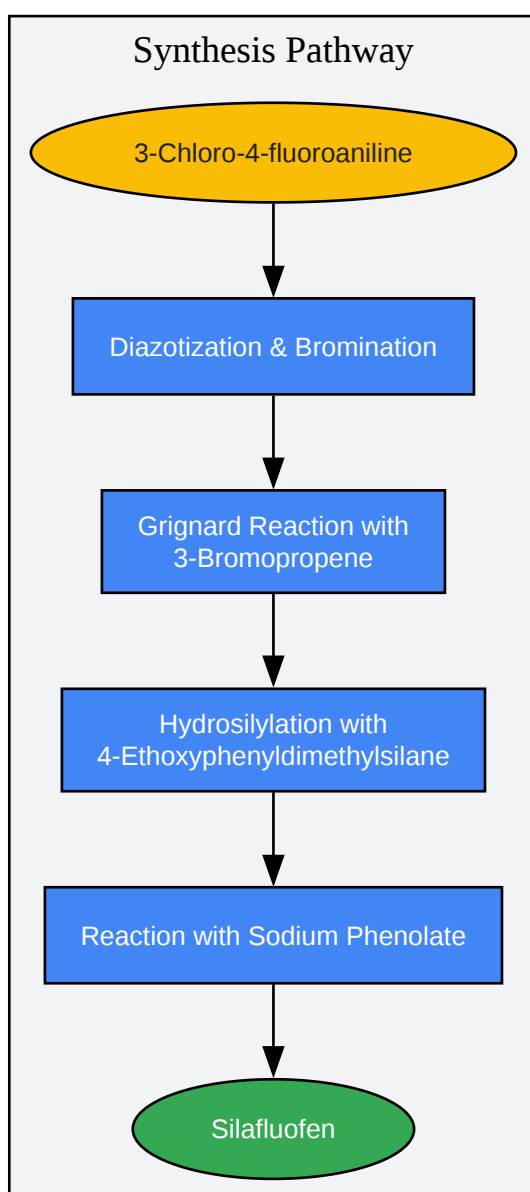 Synthesis Pathway
3-Chloro-4-fluoroaniline
Diazotization & Bromination
Grignard Reaction with
3-Bromopropene
Hydrosilylation with
4-Ethoxyphenyldimethylsilane
Reaction with Sodium Phenolate
Silafluofen